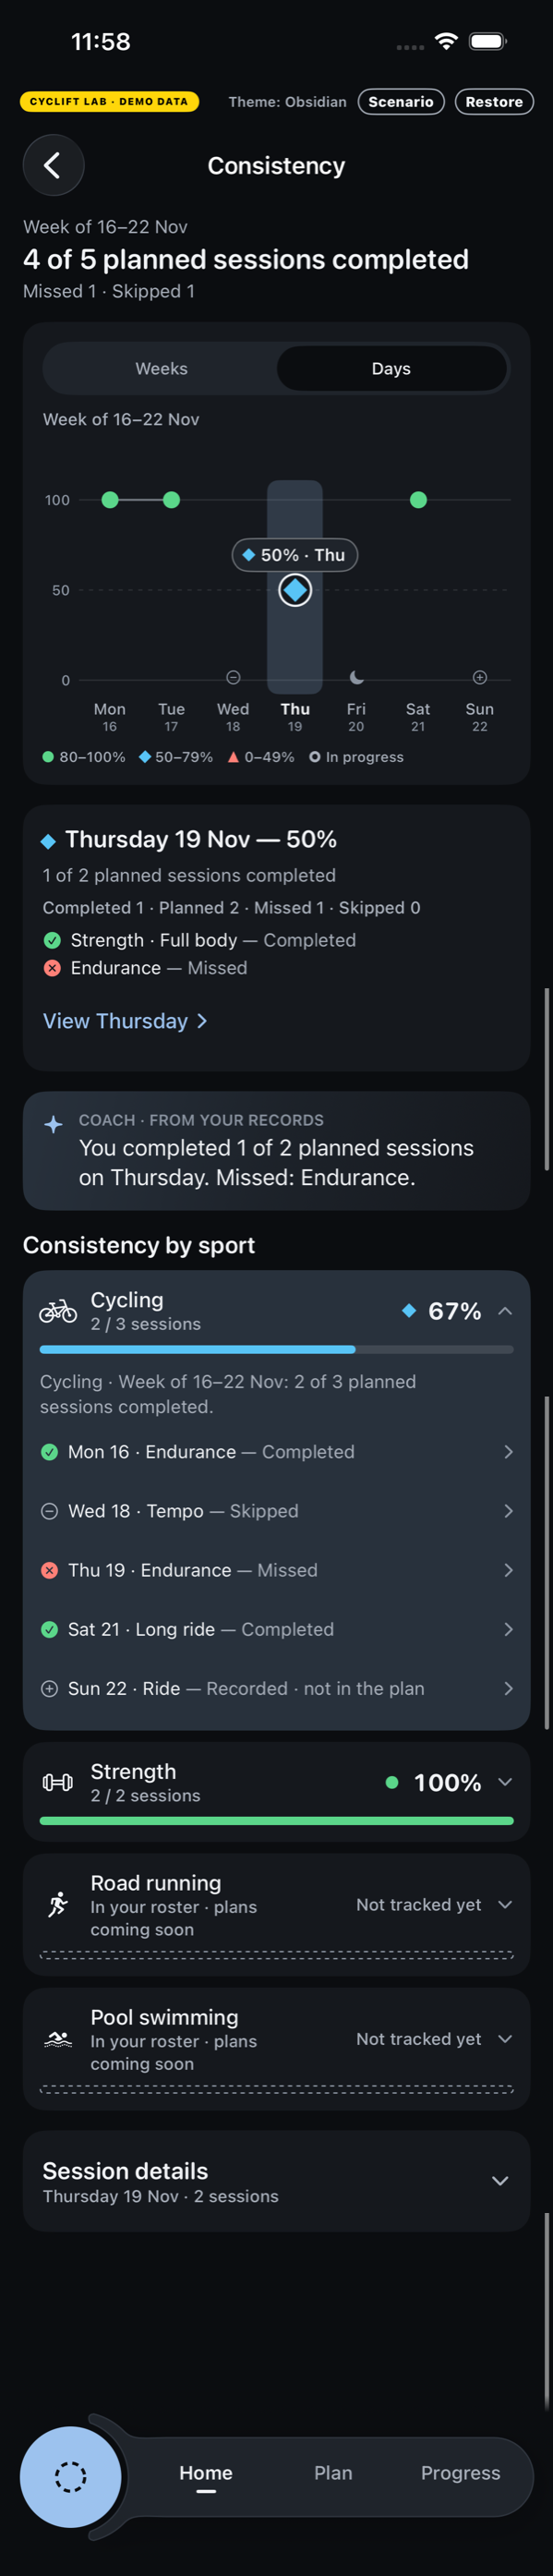 11:58
CYCLIFT LAB · DEMO DATA
Theme: Obsidian
Scenario
Restore
Consistency
Week of 16–22 Nov
4 of 5 planned sessions completed
Missed 1 · Skipped 1
Weeks
Days
Week of 16–22 Nov
100
50% · Thu
50
0
Mon Tue Wed Thu Fri Sat Sun
16 17 18 19 20 21 22
80–100% 50–79% 0–49% In progress
Thursday 19 Nov — 50%
1 of 2 planned sessions completed
Completed 1 · Planned 2 · Missed 1 · Skipped 0
Strength · Full body — Completed
Endurance — Missed
View Thursday
COACH · FROM YOUR RECORDS
You completed 1 of 2 planned sessions
on Thursday. Missed: Endurance.
Consistency by sport
Cycling
2 / 3 sessions
67%
Cycling · Week of 16–22 Nov: 2 of 3 planned
sessions completed.
Mon 16 · Endurance — Completed
Wed 18 · Tempo — Skipped
Thu 19 · Endurance — Missed
Sat 21 · Long ride — Completed
Sun 22 · Ride — Recorded · not in the plan
Strength
2 / 2 sessions
100%
Road running
In your roster · plans
coming soon
Not tracked yet
Pool swimming
In your roster · plans
coming soon
Not tracked yet
Session details
Thursday 19 Nov · 2 sessions
Home
Plan
Progress